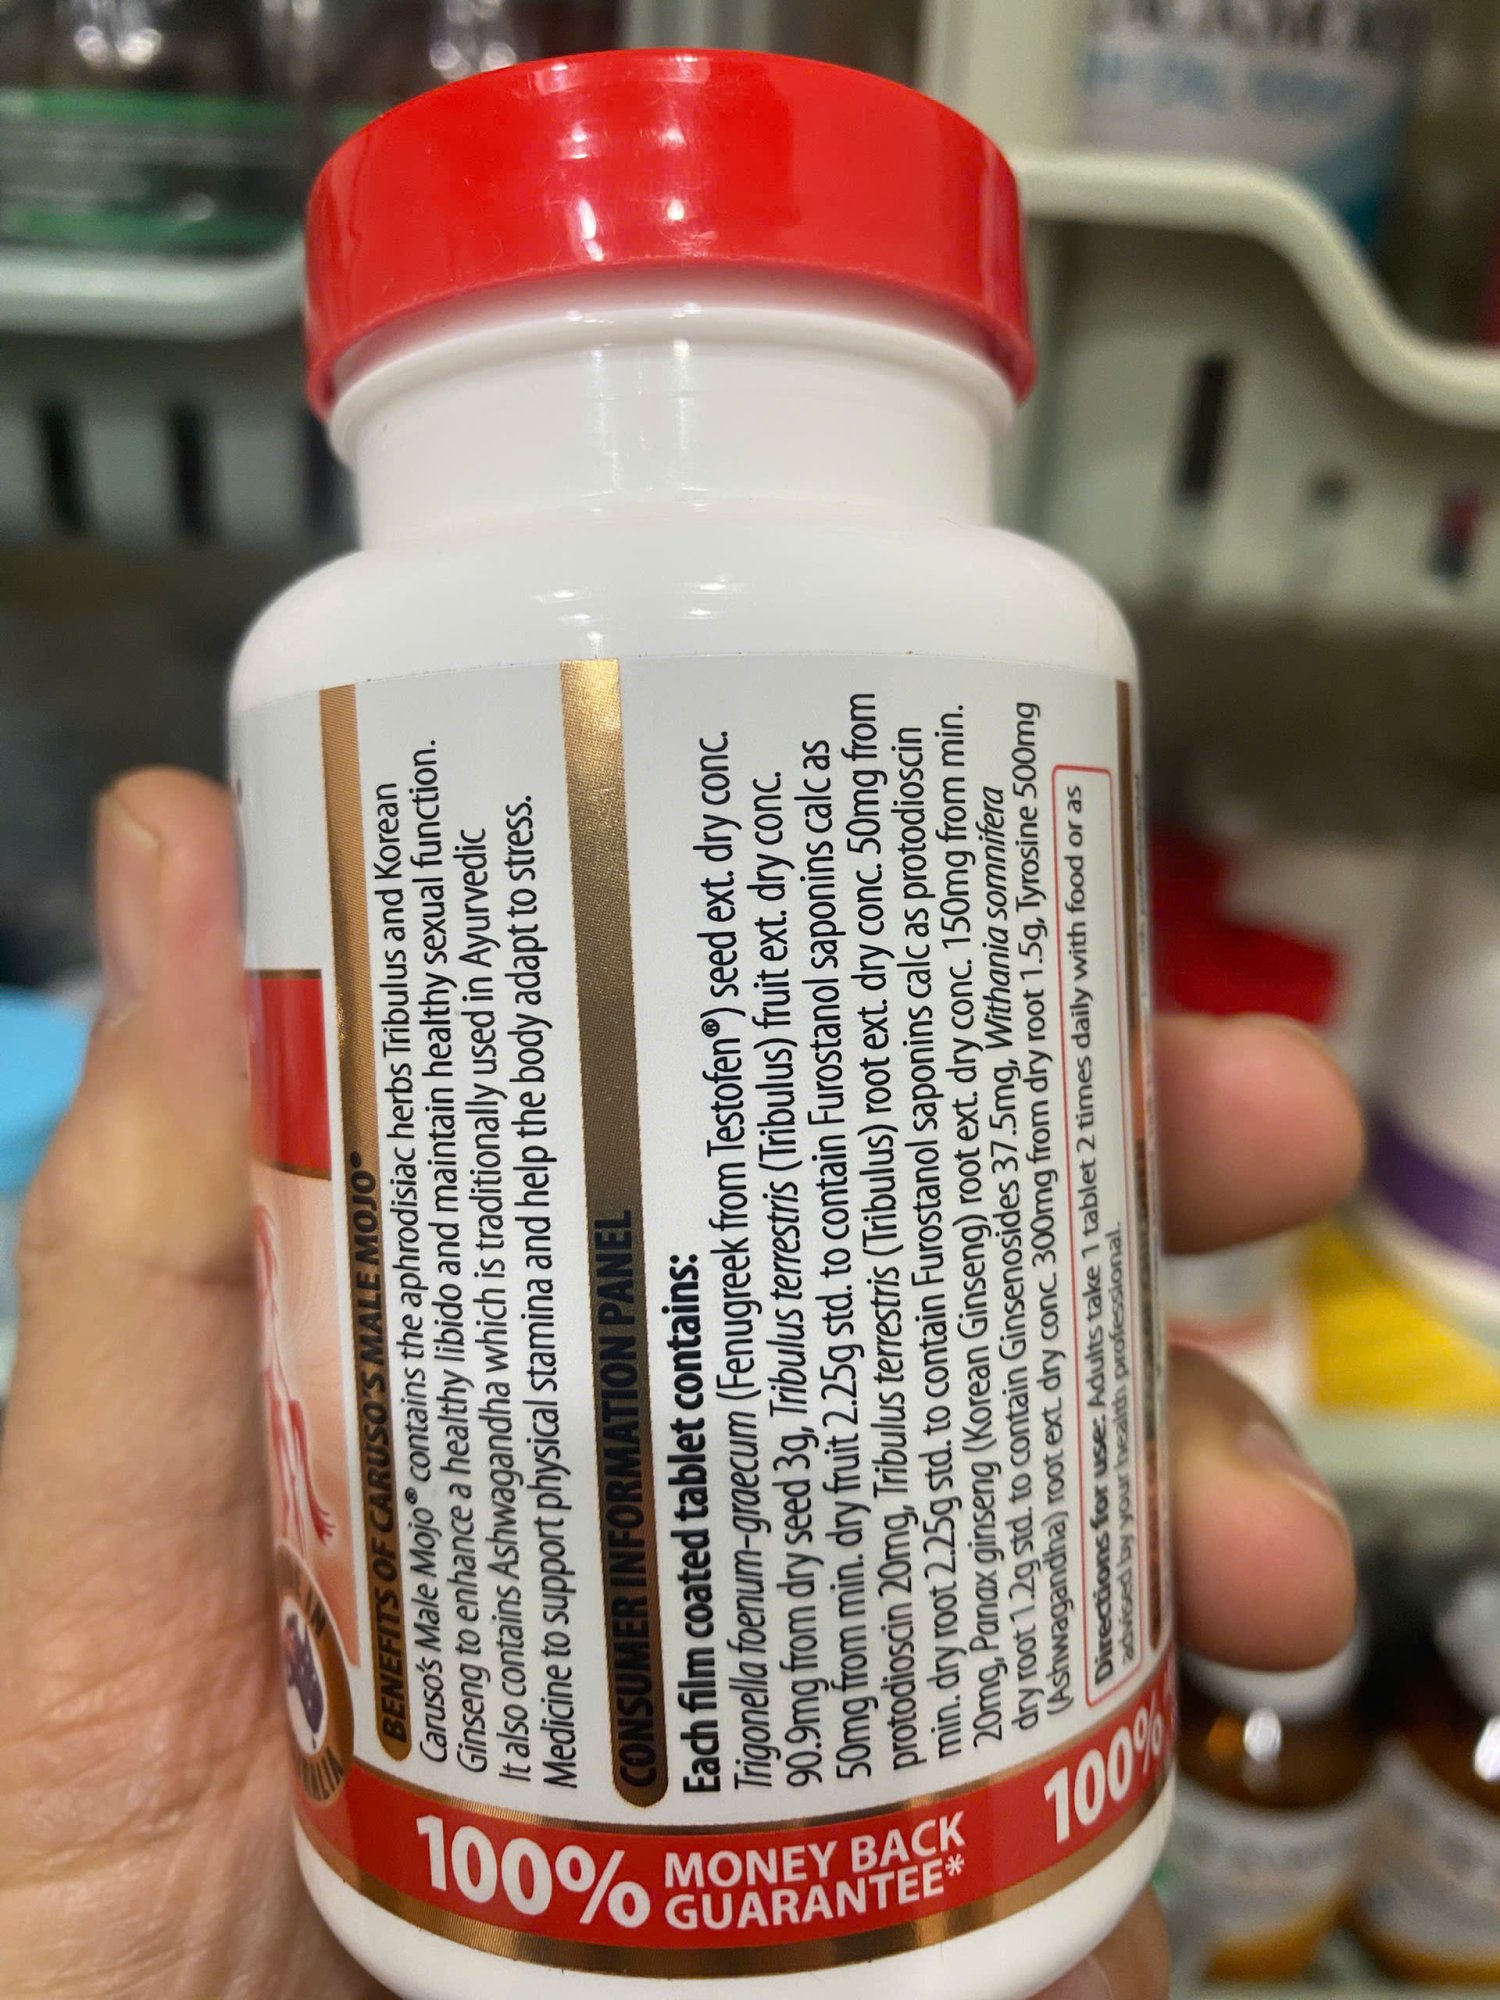 BENEFITS OF CARUSO'S MALE MOJO®
Caruso's Male Mojo® contains the aphrodisiac herbs Tribulus and Korean
Ginseng to enhance a healthy libido and maintain healthy sexual function.
It also contains Ashwagandha which is traditionally used in Ayurvedic
Medicine to support physical stamina and help the body adapt to stress.
CONSUMER INFORMATION PANEL
Each film coated tablet contains:
Trigonella foenum-graecum (Fenugreek from Testofen®) seed ext. dry conc.
90.9mg from dry seed 3g, Tribulus terrestris (Tribulus) fruit ext. dry conc.
50mg from min. dry fruit 2.25g std. to contain Furostanol saponins calc as
protodioscin 20mg, Tribulus terrestris (Tribulus) root ext. dry conc. 50mg from
min. dry root 2.25g std. to contain Furostanol saponins calc as protodioscin
20mg, Panax ginseng (Korean Ginseng) root ext. dry conc. 150mg from min.
dry root 1.2g std. to contain Ginsenosides 37.5mg, Withania somnifera
(Ashwagandha) root ext. dry conc. 300mg from dry root 1.5g, Tyrosine 500mg
Directions for use: Adults take 1 tablet 2 times daily with food or as
advised by your health professional.
100% MONEY BACK
GUARANTEE*
100%